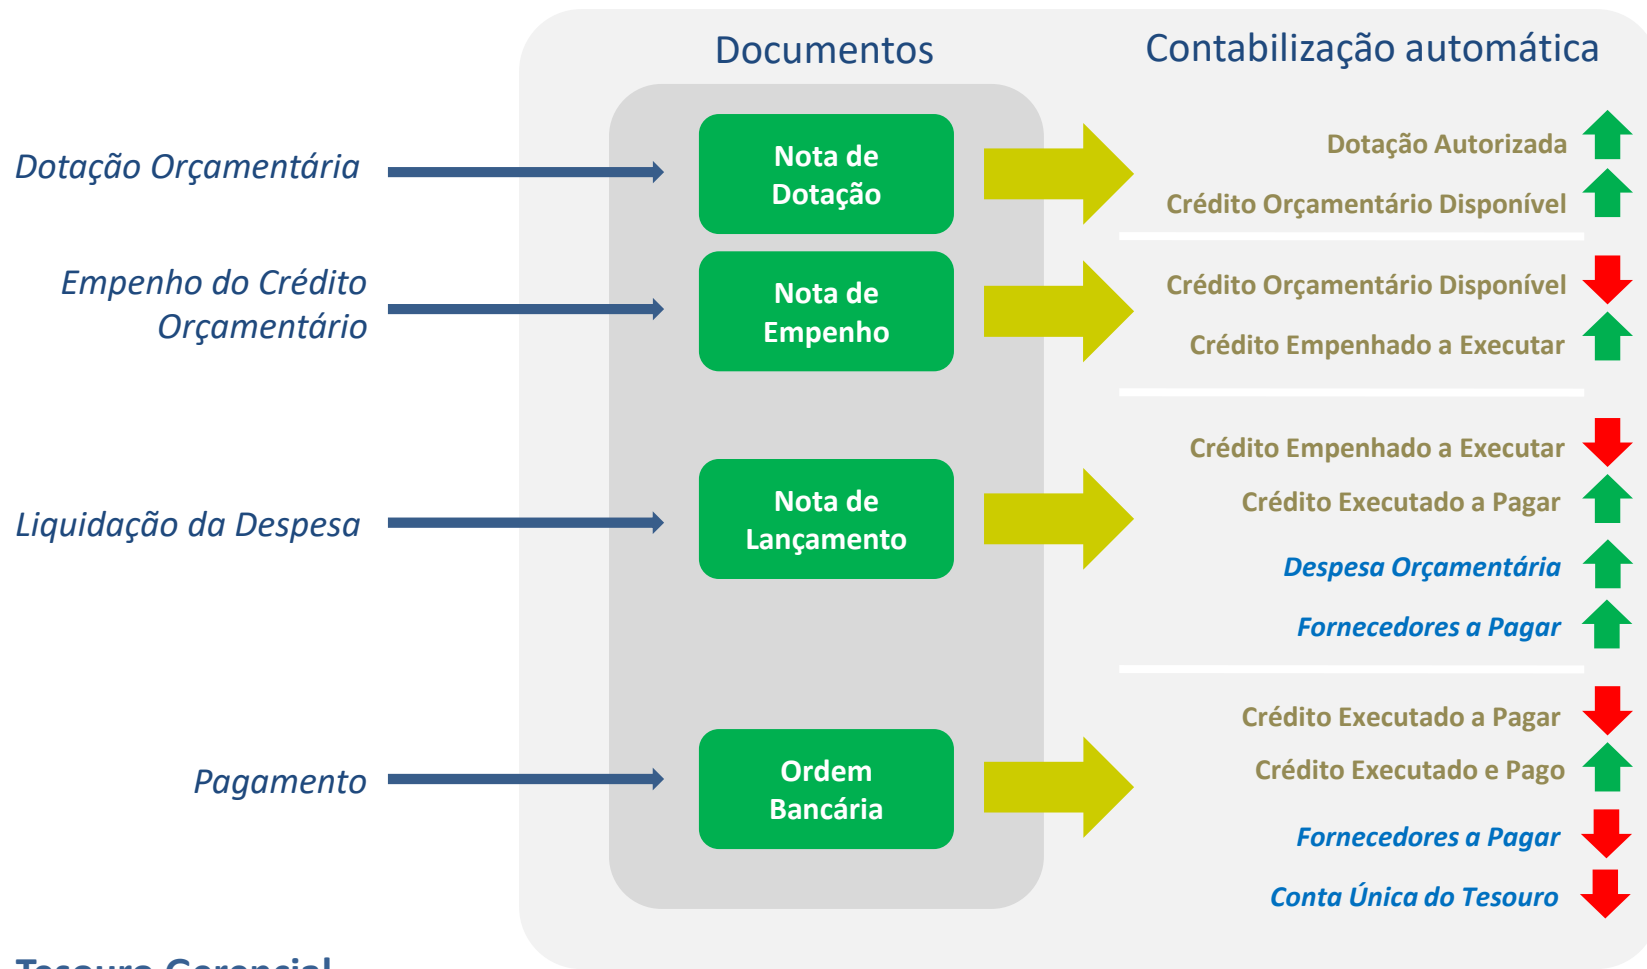 Documentos
Contabilização automática
Dotação Orçamentária
Nota de
Dotação
Dotação Autorizada
Crédito Orçamentário Disponível
Empenho do Crédito
Orçamentário
Nota de
Empenho
Crédito Orçamentário Disponível
Crédito Empenhado a Executar
Liquidação da Despesa
Nota de
Lançamento
Crédito Empenhado a Executar
Crédito Executado a Pagar
Despesa Orçamentária
Fornecedores a Pagar
Pagamento
Ordem
Bancária
Crédito Executado a Pagar
Crédito Executado e Pago
Fornecedores a Pagar
Conta Única do Tesouro
Tesouro Gerencial